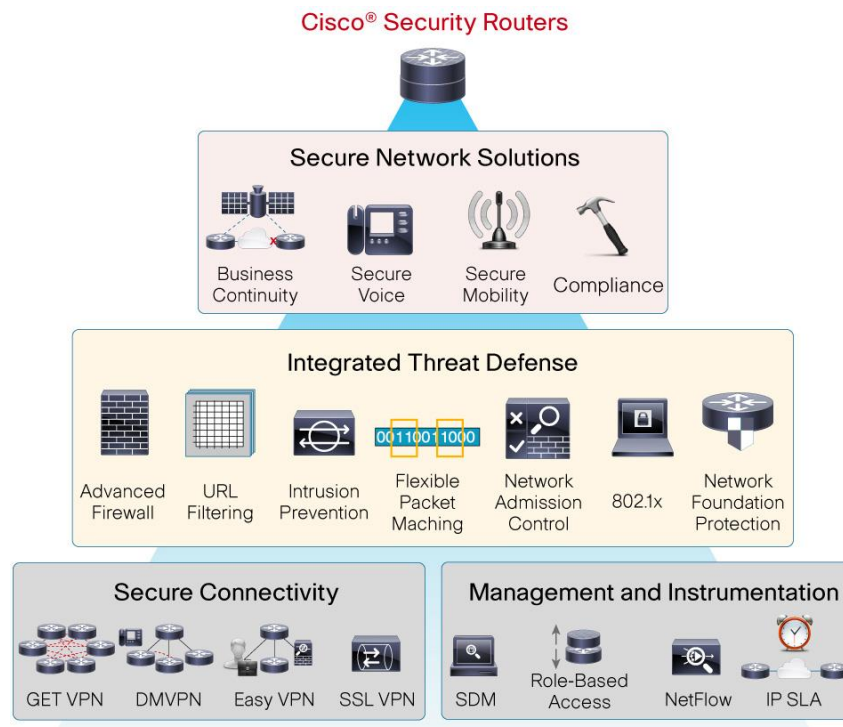 Cisco® Security Routers
Secure Network Solutions
Business
Continuity
Secure
Voice
Secure
Mobility
Compliance
Integrated Threat Defense
001100110​00
Advanced
Firewall
URL
Filtering
Intrusion
Prevention
Flexible
Packet
Maching
Network
Admission
Control
802.1x
Network
Foundation
Protection
Secure Connectivity
GET VPN
DMVPN
Easy VPN
SSL VPN
Management and Instrumentation
SDM
Role-Based
Access
NetFlow
IP SLA